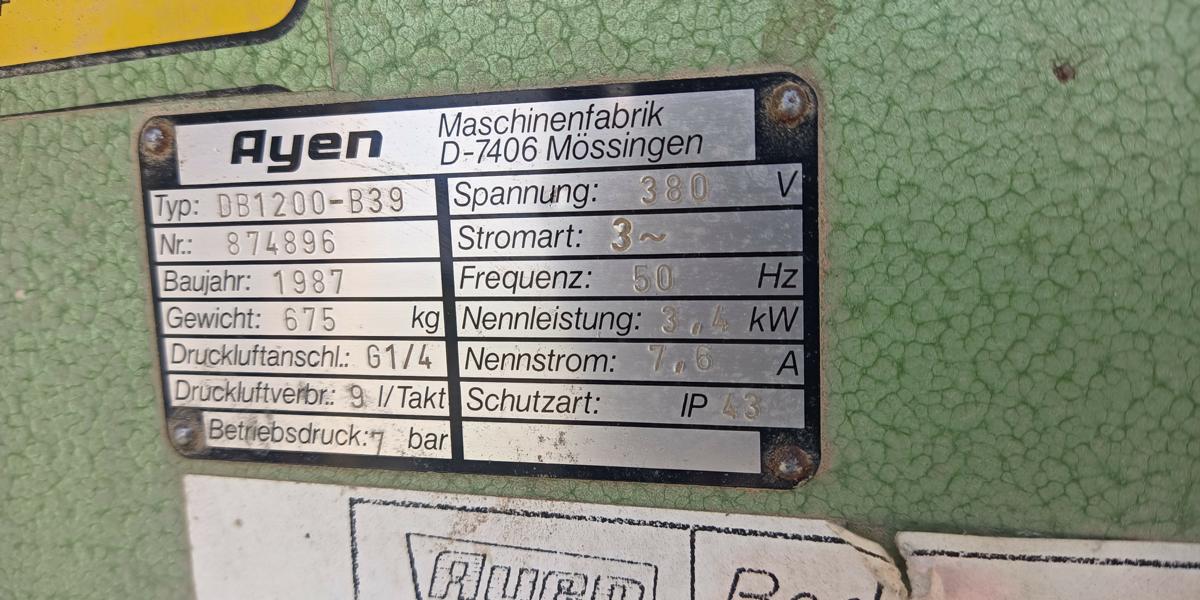 Ayen
Maschinenfabrik
D-7406 Mössingen
Typ: DB1200-B39
Nr.: 874896
Baujahr: 1987
Gewicht: 675 kg
Druckluftanschl.: G1/4
Druckluftverbr.: 9 l/Takt
Betriebsdruck: 7 bar
Spannung: 380 V
Stromart: 3~
Frequenz: 50 Hz
Nennleistung: 3,4 kW
Nennstrom: 7,6 A
Schutzart: IP 43
Ayen